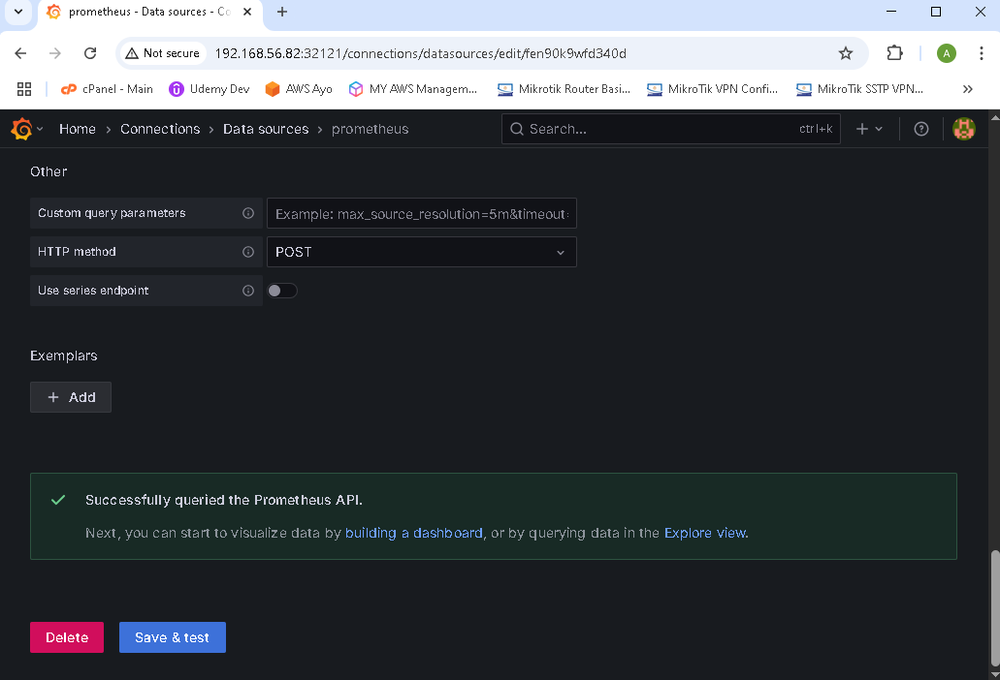 prometheus - Data sources - Co
Not secure 192.168.56.82:32121/connections/datasources/edit/fen90k9wfd340d A
cPanel - Main Udemy Dev AWS Ayo MY AWS Managem... Mikrotik Router Basi... MikroTik VPN Confi... MikroTik SSTP VPN... »
Home › Connections › Data sources › prometheus Search... ctrl+k
Other
Custom query parameters Example: max_source_resolution=5m&timeout
HTTP method POST
Use series endpoint
Exemplars
+ Add
Successfully queried the Prometheus API.
Next, you can start to visualize data by building a dashboard, or by querying data in the Explore view.
Delete Save & test